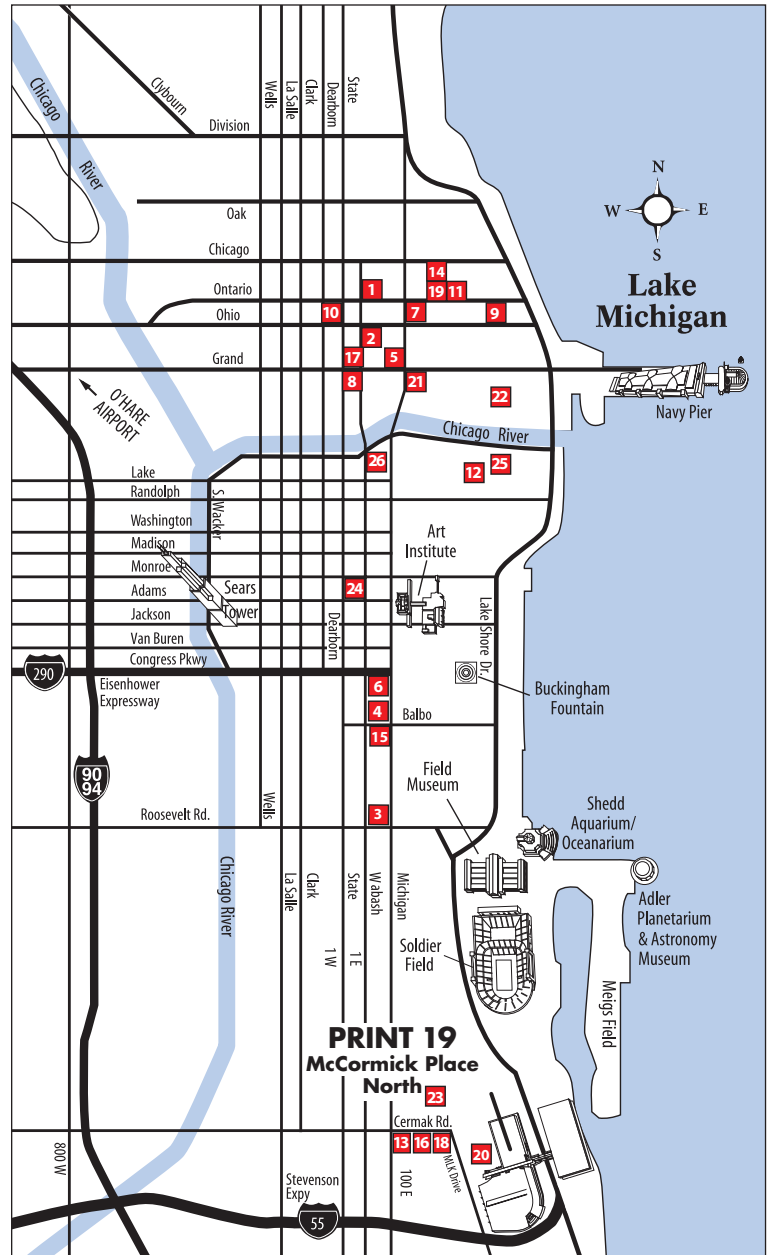 Chicago
River
Clybourn
Wells
La Salle
Clark
Dearborn
State
Division
N
W
E
S
Lake
Michigan
Oak
Chicago
14
Ontario
1
19
11
Ohio
10
7
9
2
Grand
17
5
8
21
22
O'HARE
AIRPORT
Navy Pier
Chicago River
26
25
12
Lake
Randolph
S. Wacker
Washington
Madison
Monroe
Art
Institute
Adams
Sears
Tower
24
Jackson
Dearborn
Lake Shore Dr.
Van Buren
Congress Pkwy
290
Eisenhower
Expressway
6
4
Balbo
15
Buckingham
Fountain
90
94
Field
Museum
Wells
3
Roosevelt Rd.
Shedd
Aquarium/
Oceanarium
Chicago River
La Salle
Clark
State
Wabash
Michigan
1 W
1 E
Adler
Planetarium
& Astronomy
Museum
Soldier
Field
Meigs Field
PRINT 19
McCormick Place
North
23
Cermak Rd.
13
16
18
20
MLK Drive
800 W
100 E
Stevenson
Expy
55